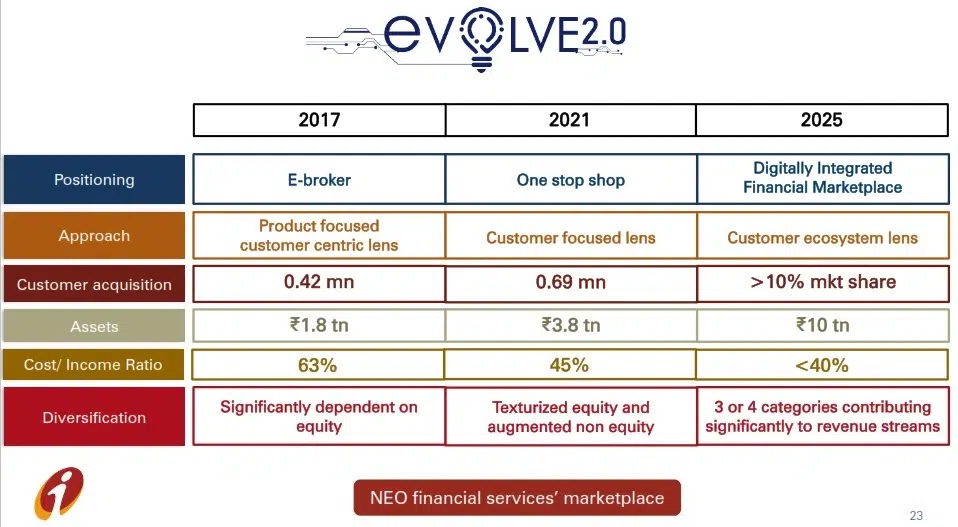 evOLVE2.0
2017 2021 2025
Positioning E-broker One stop shop Digitally Integrated
Financial Marketplace
Approach Product focused
customer centric lens Customer focused lens Customer ecosystem lens
Customer acquisition 0.42 mn 0.69 mn >10% mkt share
Assets ₹1.8 tn ₹3.8 tn ₹10 tn
Cost/ Income Ratio 63% 45% <40%
Diversification Significantly dependent on
equity Texturized equity and
augmented non equity 3 or 4 categories contributing
significantly to revenue streams
i
NEO financial services’ marketplace
23